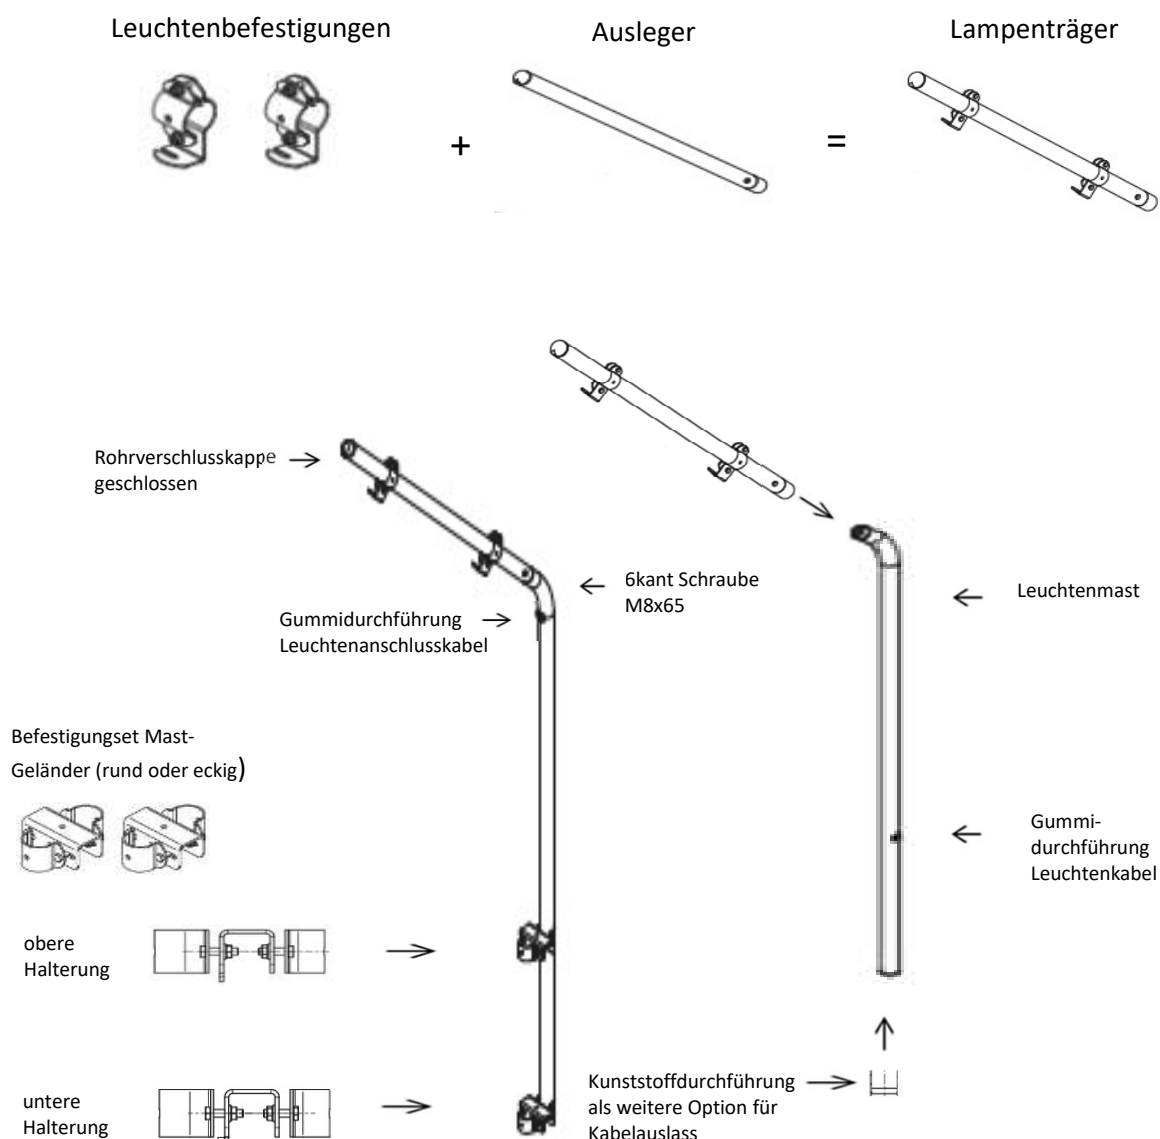 Leuchtenbefestigungen
Ausleger
Lampenträger
+
=
Rohrverschlusskappe
geschlossen
6kant Schraube
M8x65
Leuchtenmast
Gummidurchführung
Leuchtenanschlusskabel
Befestigungset Mast-
Geländer (rund oder eckig)
Gummi-
durchführung
Leuchtenkabel
obere
Halterung
untere
Halterung
Kunststoffdurchführung
als weitere Option für
Kabelauslass